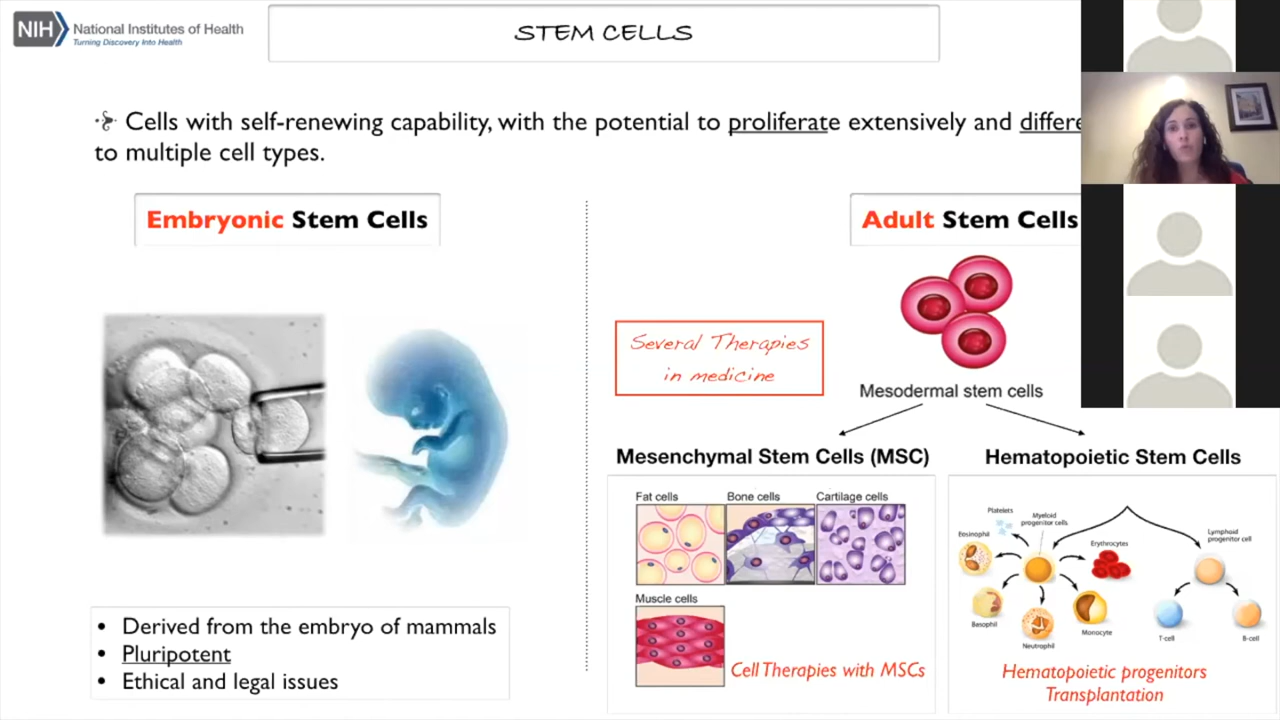 NIH National Institutes of Health
Turning Discovery Into Health
STEM CELLS
Cells with self-renewing capability, with the potential to proliferate extensively and differe
to multiple cell types.
Embryonic Stem Cells
Derived from the embryo of mammals
Pluripotent
Ethical and legal issues
Adult Stem Cells
Several Therapies
in medicine
Mesodermal stem cells
Mesenchymal Stem Cells (MSC)
Fat cells
Bone cells
Cartilage cells
Muscle cells
Cell Therapies with MSCs
Hematopoietic Stem Cells
Platelets
Myeloid
progenitor cells
Eosinophil
Erythrocytes
Lymphoid
progenitor cell
Basophil
Neutrophil
Monocyte
T-cell
B-cell
Hematopoietic progenitors
Transplantation